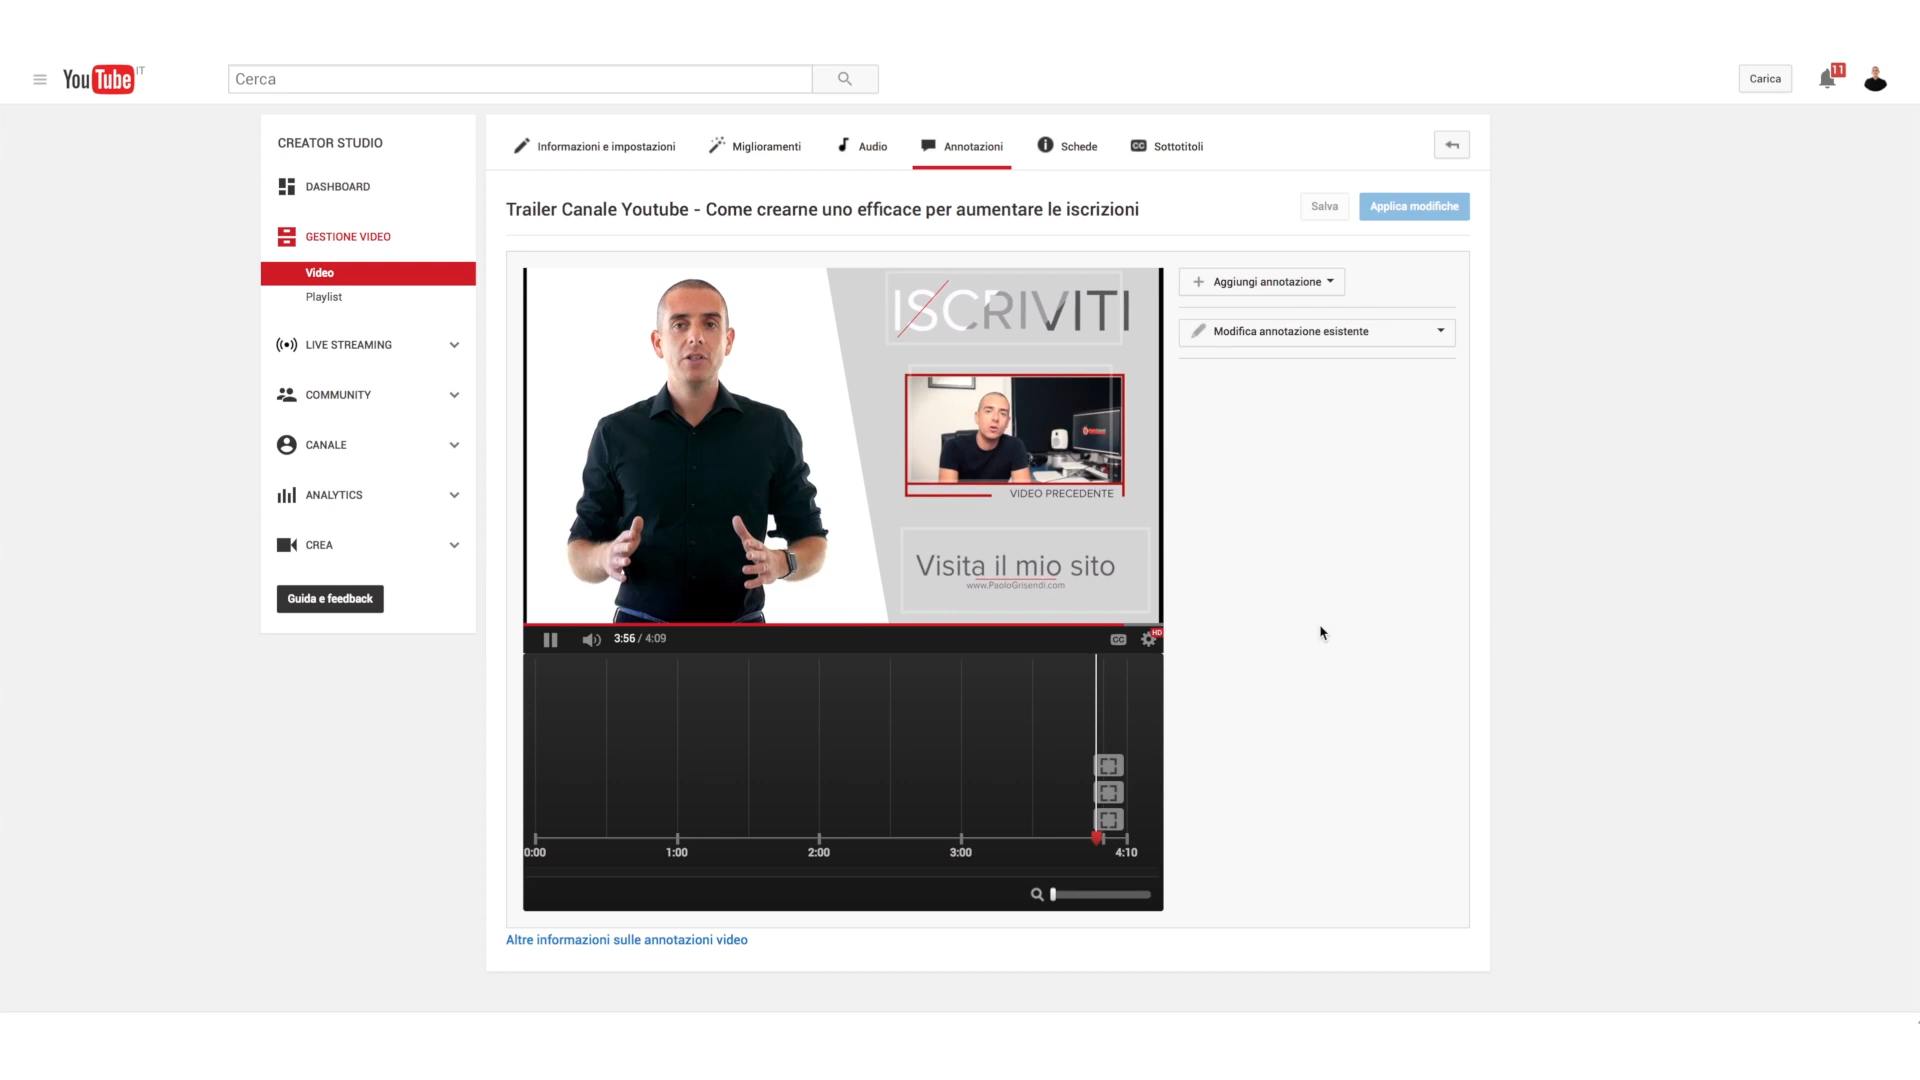 YouTube IT
Cerca
Carica
11
CREATOR STUDIO
DASHBOARD
GESTIONE VIDEO
Video
Playlist
LIVE STREAMING
COMMUNITY
CANALE
ANALYTICS
CREA
Guida e feedback
Informazioni e impostazioni
Miglioramenti
Audio
Annotazioni
Schede
CC Sottotitoli
Trailer Canale Youtube - Come crearne uno efficace per aumentare le iscrizioni
Salva
Applica modifiche
Aggiungi annotazione
Modifica annotazione esistente
ISCRIVITI
VIDEO PRECEDENTE
Visita il mio sito
www.PaoloGrisendi.com
3:56 / 4:09
CC
HD
0:00 1:00 2:00 3:00 4:10
Altre informazioni sulle annotazioni video